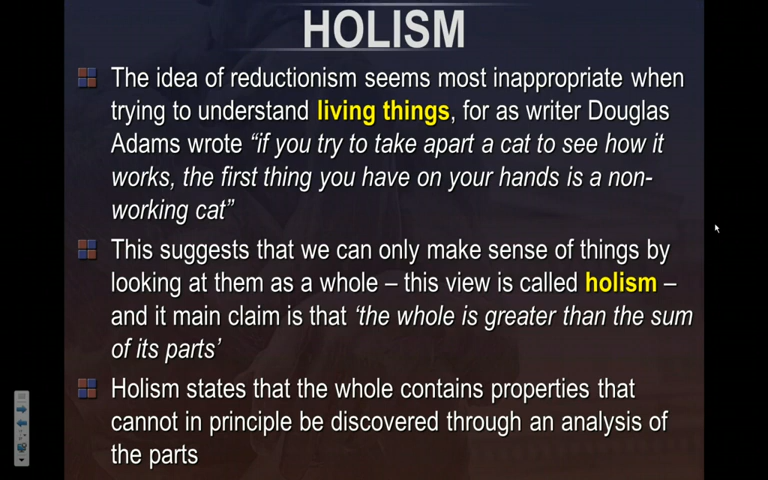 HOLISM
The idea of reductionism seems most inappropriate when
trying to understand living things, for as writer Douglas
Adams wrote “if you try to take apart a cat to see how it
works, the first thing you have on your hands is a non-
working cat”
This suggests that we can only make sense of things by
looking at them as a whole – this view is called holism –
and it main claim is that ‘the whole is greater than the sum
of its parts’
Holism states that the whole contains properties that
cannot in principle be discovered through an analysis of
the parts